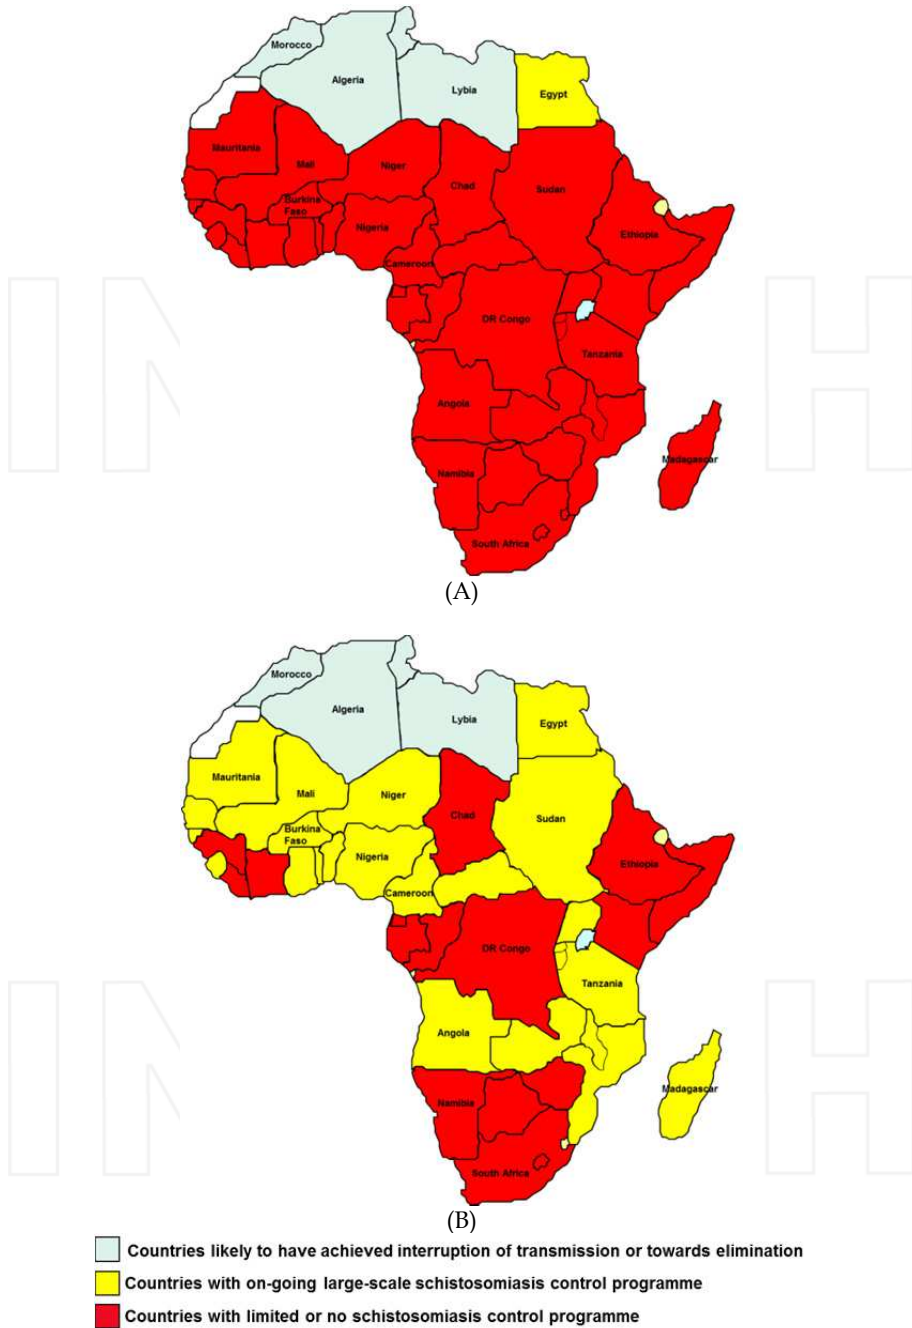 Morocco
Algeria
Lybia
Egypt
Mauritania
Mali
Niger
Chad
Sudan
Burkina
Faso
Nigeria
Ethiopia
Cameroon
DR Congo
Tanzania
Angola
Madagascar
Namibia
South Africa
(A)
Morocco
Algeria
Lybia
Egypt
Mauritania
Mali
Niger
Chad
Sudan
Burkina
Faso
Nigeria
Ethiopia
Cameroon
DR Congo
Tanzania
Angola
Madagascar
Namibia
South Africa
(B)
Countries likely to have achieved interruption of transmission or towards elimination
Countries with on-going large-scale schistosomiasis control programme
Countries with limited or no schistosomiasis control programme